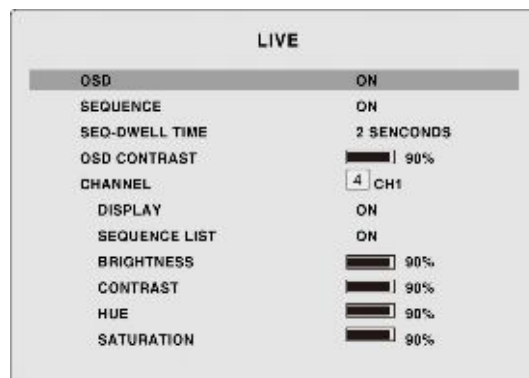 LIVE
OSD ON
SEQUENCE ON
SEQ-DWELL TIME 2 SENCONDS
OSD CONTRAST 90%
CHANNEL 4 CH1
DISPLAY ON
SEQUENCE LIST ON
BRIGHTNESS 90%
CONTRAST 90%
HUE 90%
SATURATION 90%